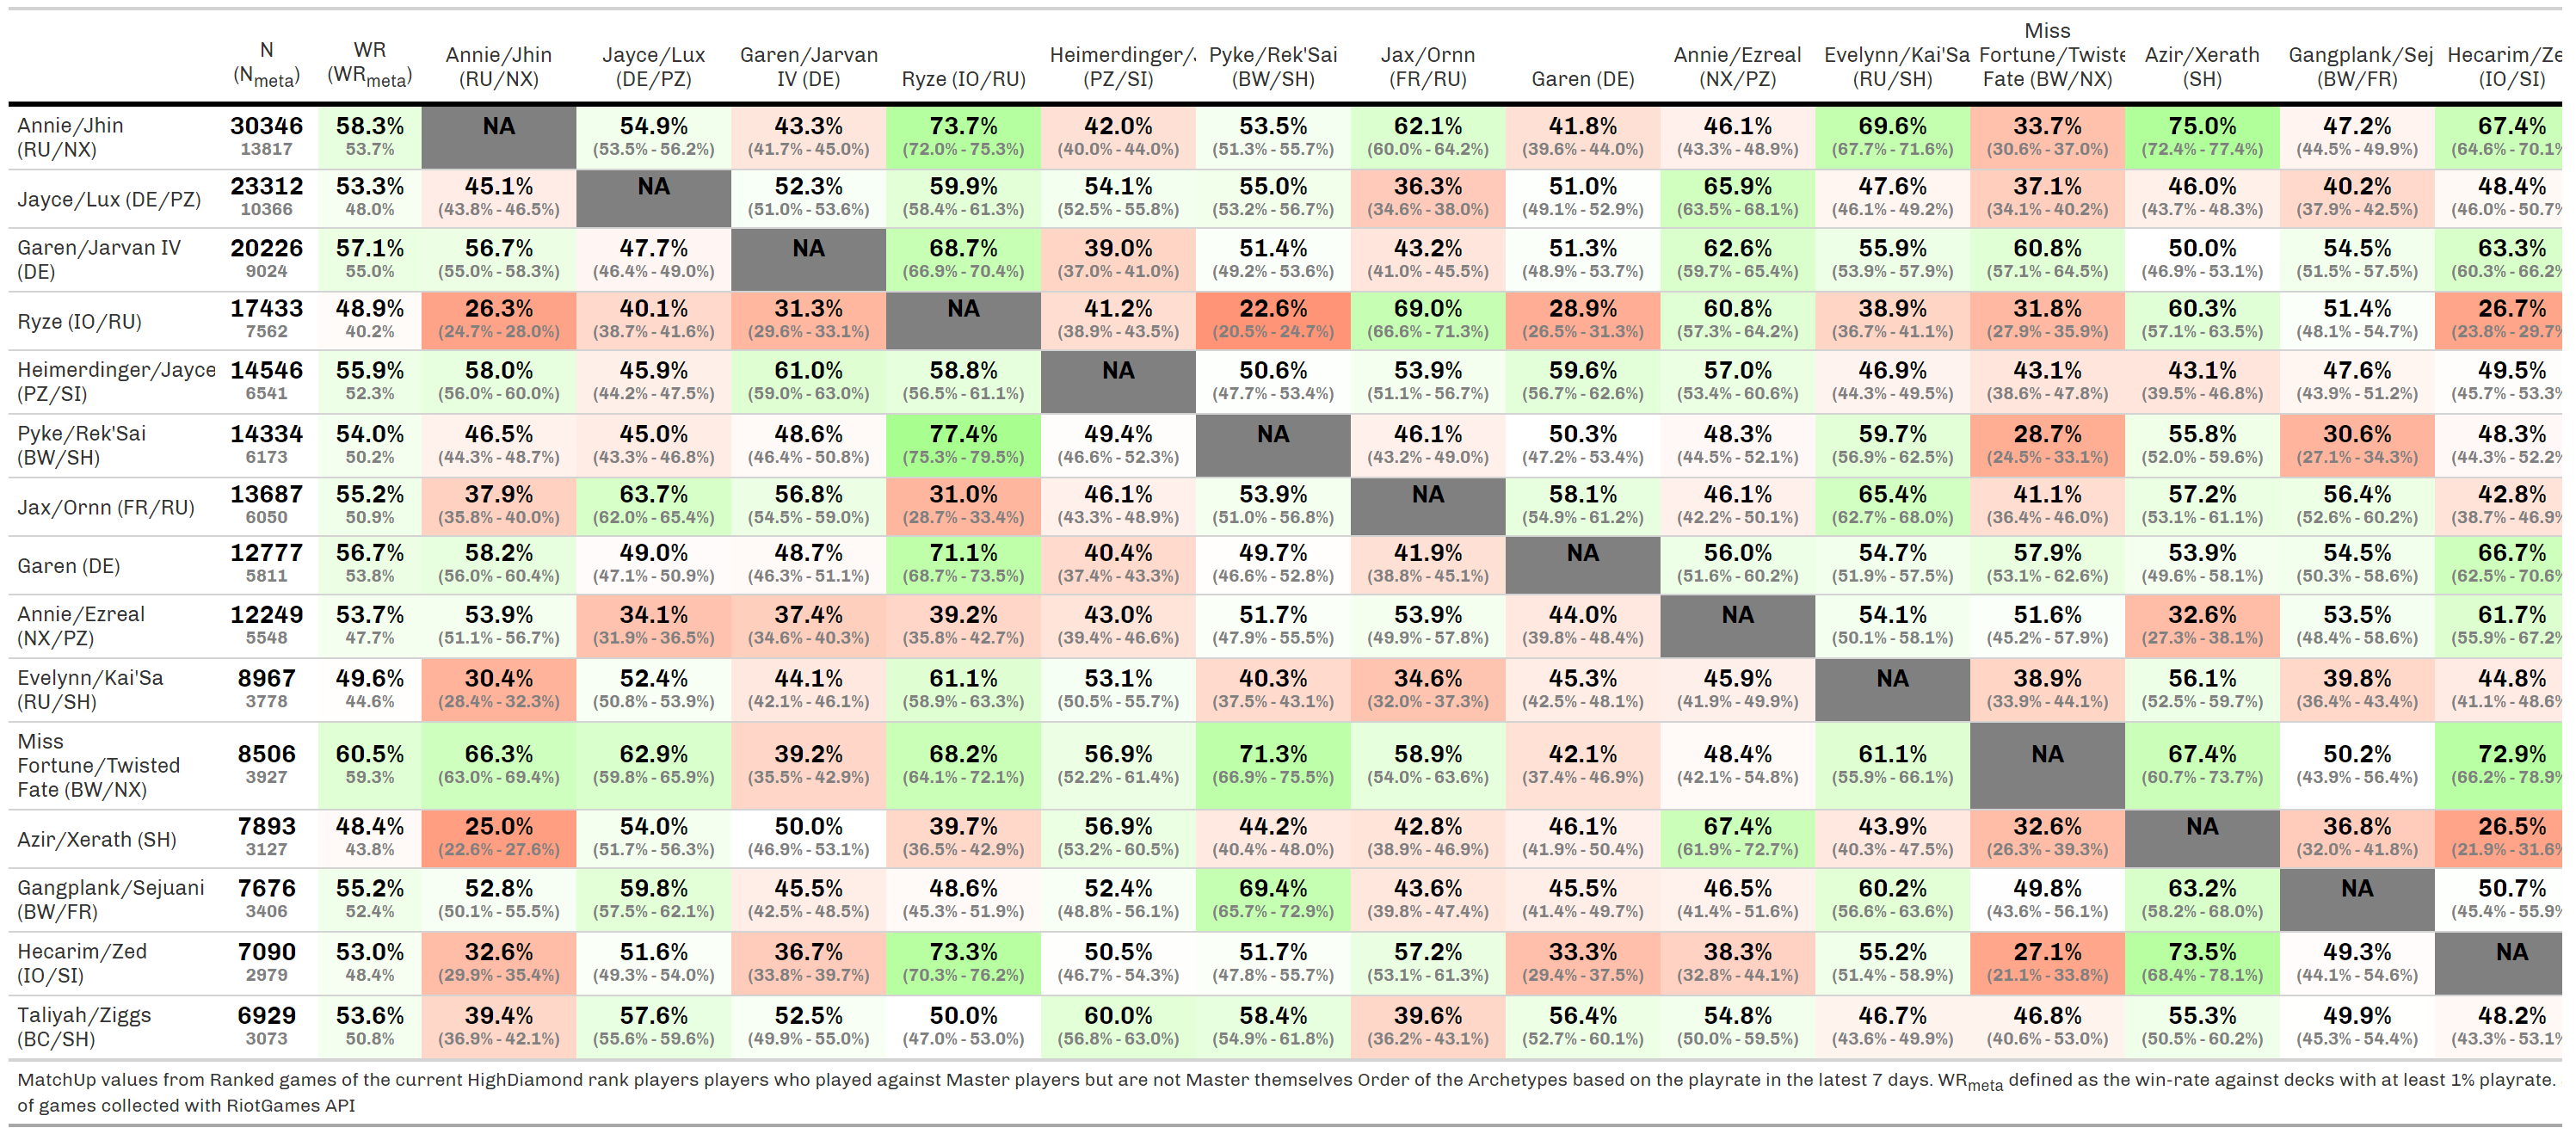 N (N_meta) WR (WR_meta) Annie/Jhin (RU/NX) Jayce/Lux (DE/PZ) Garen/Jarvan IV (DE) Ryze (IO/RU) Heimerdinger/J (PZ/SI) Pyke/Rek'Sai (BW/SH) Jax/Ornn (FR/RU) Garen (DE) Annie/Ezreal (NX/PZ) Evelynn/Kai'Sa (RU/SH) Miss Fortune/Twiste Fate (BW/NX) Azir/Xerath (SH) Gangplank/Sej (BW/FR) Hecarim/Ze (IO/SI)
Annie/Jhin (RU/NX) 30346 58.3% NA 54.9% 43.3% 73.7% 42.0% 53.5% 62.1% 41.8% 46.1% 69.6% 33.7% 75.0% 47.2% 67.4%
13817 53.7% (53.5% - 56.2%) (41.7% - 45.0%) (72.0% - 75.3%) (40.0% - 44.0%) (51.3% - 55.7%) (60.0% - 64.2%) (39.6% - 44.0%) (43.3% - 48.9%) (67.7% - 71.6%) (30.6% - 37.0%) (72.4% - 77.4%) (44.5% - 49.9%) (64.6% - 70.1%
Jayce/Lux (DE/PZ) 23312 53.3% 45.1% NA 52.3% 59.9% 54.1% 55.0% 36.3% 51.0% 65.9% 47.6% 37.1% 46.0% 40.2% 48.4%
10366 48.0% (43.8% - 46.5%) (51.0% - 53.6%) (58.4% - 61.3%) (52.5% - 55.8%) (53.2% - 56.7%) (34.6% - 38.0%) (49.1% - 52.9%) (63.5% - 68.1%) (46.1% - 49.2%) (34.1% - 40.2%) (43.7% - 48.3%) (37.9% - 42.5%) (46.0% - 50.7%
Garen/Jarvan IV (DE) 20226 57.1% 56.7% 47.7% NA 68.7% 39.0% 51.4% 43.2% 51.3% 62.6% 55.9% 60.8% 50.0% 54.5% 63.3%
9024 55.0% (55.0% - 58.3%) (46.4% - 49.0%) (66.9% - 70.4%) (37.0% - 41.0%) (49.2% - 53.6%) (41.0% - 45.5%) (48.9% - 53.7%) (59.7% - 65.4%) (53.9% - 57.9%) (57.1% - 64.5%) (46.9% - 53.1%) (51.5% - 57.5%) (60.3% - 66.2%
Ryze (IO/RU) 17433 48.9% 26.3% 40.1% 31.3% NA 41.2% 22.6% 69.0% 28.9% 60.8% 38.9% 31.8% 60.3% 51.4% 26.7%
7562 40.2% (24.7% - 28.0%) (38.7% - 41.6%) (29.6% - 33.1%) (38.9% - 43.5%) (20.5% - 24.7%) (66.6% - 71.3%) (26.5% - 31.3%) (57.3% - 64.2%) (36.7% - 41.1%) (27.9% - 35.9%) (57.1% - 63.5%) (48.1% - 54.7%) (23.8% - 29.7%
Heimerdinger/Jayce (PZ/SI) 14546 55.9% 58.0% 45.9% 61.0% 58.8% NA 50.6% 53.9% 59.6% 57.0% 46.9% 43.1% 43.1% 47.6% 49.5%
6541 52.3% (56.0% - 60.0%) (44.2% - 47.5%) (59.0% - 63.0%) (56.5% - 61.1%) (47.7% - 53.4%) (51.1% - 56.7%) (56.7% - 62.6%) (53.4% - 60.6%) (44.3% - 49.5%) (38.6% - 47.8%) (39.5% - 46.8%) (43.9% - 51.2%) (45.7% - 53.3%
Pyke/Rek'Sai (BW/SH) 14334 54.0% 46.5% 45.0% 48.6% 77.4% 49.4% NA 46.1% 50.3% 48.3% 59.7% 28.7% 55.8% 30.6% 48.3%
6173 50.2% (44.3% - 48.7%) (43.3% - 46.8%) (46.4% - 50.8%) (75.3% - 79.5%) (46.6% - 52.3%) (43.2% - 49.0%) (47.2% - 53.4%) (44.5% - 52.1%) (56.9% - 62.5%) (24.5% - 33.1%) (52.0% - 59.6%) (27.1% - 34.3%) (44.3% - 52.2%
Jax/Ornn (FR/RU) 13687 55.2% 37.9% 63.7% 56.8% 31.0% 46.1% 53.9% NA 58.1% 46.1% 65.4% 41.1% 57.2% 56.4% 42.8%
6050 50.9% (35.8% - 40.0%) (62.0% - 65.4%) (54.5% - 59.0%) (28.7% - 33.4%) (43.3% - 48.9%) (51.0% - 56.8%) (54.9% - 61.2%) (42.2% - 50.1%) (62.7% - 68.0%) (36.4% - 46.0%) (53.1% - 61.1%) (52.6% - 60.2%) (38.7% - 46.9%
Garen (DE) 12777 56.7% 58.2% 49.0% 48.7% 71.1% 40.4% 49.7% 41.9% NA 56.0% 54.7% 57.9% 53.9% 54.5% 66.7%
5811 53.8% (56.0% - 60.4%) (47.1% - 50.9%) (46.3% - 51.1%) (68.7% - 73.5%) (37.4% - 43.3%) (46.6% - 52.8%) (38.8% - 45.1%) (51.6% - 60.2%) (51.9% - 57.5%) (53.1% - 62.6%) (49.6% - 58.1%) (50.3% - 58.6%) (62.5% - 70.6%
Annie/Ezreal (NX/PZ) 12249 53.7% 53.9% 34.1% 37.4% 39.2% 43.0% 51.7% 53.9% 44.0% NA 54.1% 51.6% 32.6% 53.5% 61.7%
5548 47.7% (51.1% - 56.7%) (31.9% - 36.5%) (34.6% - 40.3%) (35.8% - 42.7%) (39.4% - 46.6%) (47.9% - 55.5%) (49.9% - 57.8%) (39.8% - 48.4%) (50.1% - 58.1%) (45.2% - 57.9%) (27.3% - 38.1%) (48.4% - 58.6%) (55.9% - 67.2%
Evelynn/Kai'Sa (RU/SH) 8967 49.6% 30.4% 52.4% 44.1% 61.1% 53.1% 40.3% 34.6% 45.3% 45.9% NA 38.9% 56.1% 39.8% 44.8%
3778 44.6% (28.4% - 32.3%) (50.8% - 53.9%) (42.1% - 46.1%) (58.9% - 63.3%) (50.5% - 55.7%) (37.5% - 43.1%) (32.0% - 37.3%) (42.5% - 48.1%) (41.9% - 49.9%) (33.9% - 44.1%) (52.5% - 59.7%) (36.4% - 43.4%) (41.1% - 48.6%
Miss Fortune/Twisted Fate (BW/NX) 8506 60.5% 66.3% 62.9% 39.2% 68.2% 56.9% 71.3% 58.9% 42.1% 48.4% 61.1% NA 67.4% 50.2% 72.9%
3927 59.3% (63.0% - 69.4%) (59.8% - 65.9%) (35.5% - 42.9%) (64.1% - 72.1%) (52.2% - 61.4%) (66.9% - 75.5%) (54.0% - 63.6%) (37.4% - 46.9%) (42.1% - 54.8%) (55.9% - 66.1%) (60.7% - 73.7%) (43.9% - 56.4%) (66.2% - 78.9%
Azir/Xerath (SH) 7893 48.4% 25.0% 54.0% 50.0% 39.7% 56.9% 44.2% 42.8% 46.1% 67.4% 43.9% 32.6% NA 36.8% 26.5%
3127 43.8% (22.6% - 27.6%) (51.7% - 56.3%) (46.9% - 53.1%) (36.5% - 42.9%) (53.2% - 60.5%) (40.4% - 48.0%) (38.9% - 46.9%) (41.9% - 50.4%) (61.9% - 72.7%) (40.3% - 47.5%) (26.3% - 39.3%) (32.0% - 41.8%) (21.9% - 31.6%
Gangplank/Sejuani (BW/FR) 7676 55.2% 52.8% 59.8% 45.5% 48.6% 52.4% 69.4% 43.6% 45.5% 46.5% 60.2% 49.8% 63.2% NA 50.7%
3406 52.4% (50.1% - 55.5%) (57.5% - 62.1%) (42.5% - 48.5%) (45.3% - 51.9%) (48.8% - 56.1%) (65.7% - 72.9%) (39.8% - 47.4%) (41.4% - 49.7%) (41.4% - 51.6%) (56.6% - 63.6%) (43.6% - 56.1%) (58.2% - 68.0%) (45.4% - 55.9%
Hecarim/Zed (IO/SI) 7090 53.0% 32.6% 51.6% 36.7% 73.3% 50.5% 51.7% 57.2% 33.3% 38.3% 55.2% 27.1% 73.5% 49.3% NA
2979 48.4% (29.9% - 35.4%) (49.3% - 54.0%) (33.8% - 39.7%) (70.3% - 76.2%) (46.7% - 54.3%) (47.8% - 55.7%) (53.1% - 61.3%) (29.4% - 37.5%) (32.8% - 44.1%) (51.4% - 58.9%) (21.1% - 33.8%) (68.4% - 78.1%) (44.1% - 54.6%)
Taliyah/Ziggs (BC/SH) 6929 53.6% 39.4% 57.6% 52.5% 50.0% 60.0% 58.4% 39.6% 56.4% 54.8% 46.7% 46.8% 55.3% 49.9% 48.2%
3073 50.8% (36.9% - 42.1%) (55.6% - 59.6%) (49.9% - 55.0%) (47.0% - 53.0%) (56.8% - 63.0%) (54.9% - 61.8%) (36.2% - 43.1%) (52.7% - 60.1%) (50.0% - 59.5%) (43.6% - 49.9%) (40.6% - 53.0%) (50.5% - 60.2%) (45.3% - 54.4%) (43.3% - 53.1%
MatchUp values from Ranked games of the current HighDiamond rank players players who played against Master players but are not Master themselves Order of the Archetypes based on the playrate in the latest 7 days. WR_meta defined as the win-rate against decks with at least 1% playrate.
of games collected with RiotGames API